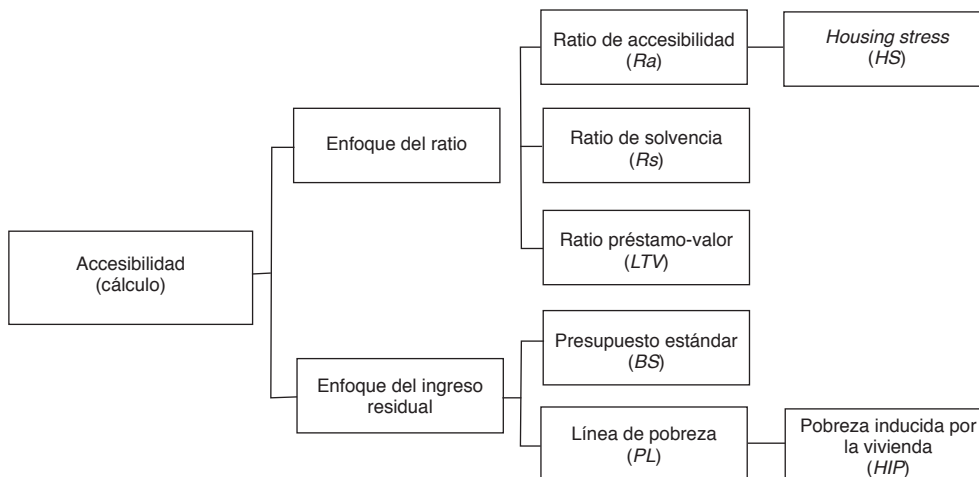 Ratio de accesibilidad
(Ra)
Housing stress
(HS)
Enfoque del ratio
Ratio de solvencia
(Rs)
Ratio préstamo-valor
(LTV)
Accesibilidad
(cálculo)
Presupuesto estándar
(BS)
Enfoque del ingreso
residual
Línea de pobreza
(PL)
Pobreza inducida por
la vivienda
(HIP)